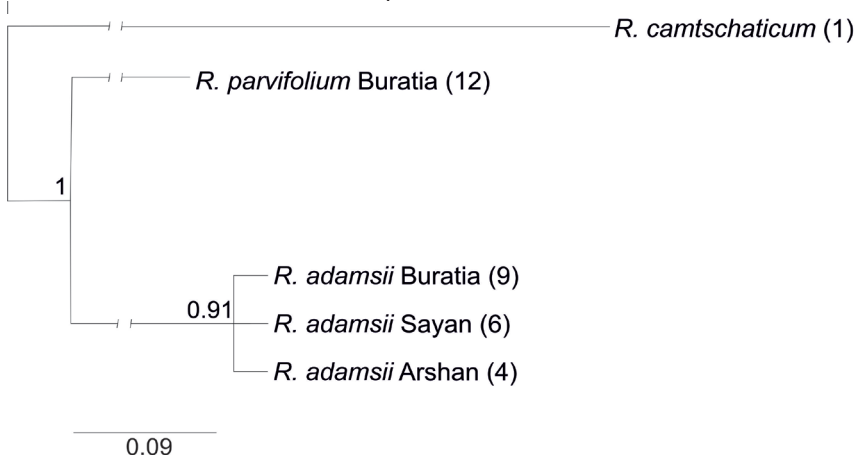 R. camtschaticum (1)
R. parvifolium Buratia (12)
1
R. adamsii Buratia (9)
0.91
R. adamsii Sayan (6)
R. adamsii Arshan (4)
0.09